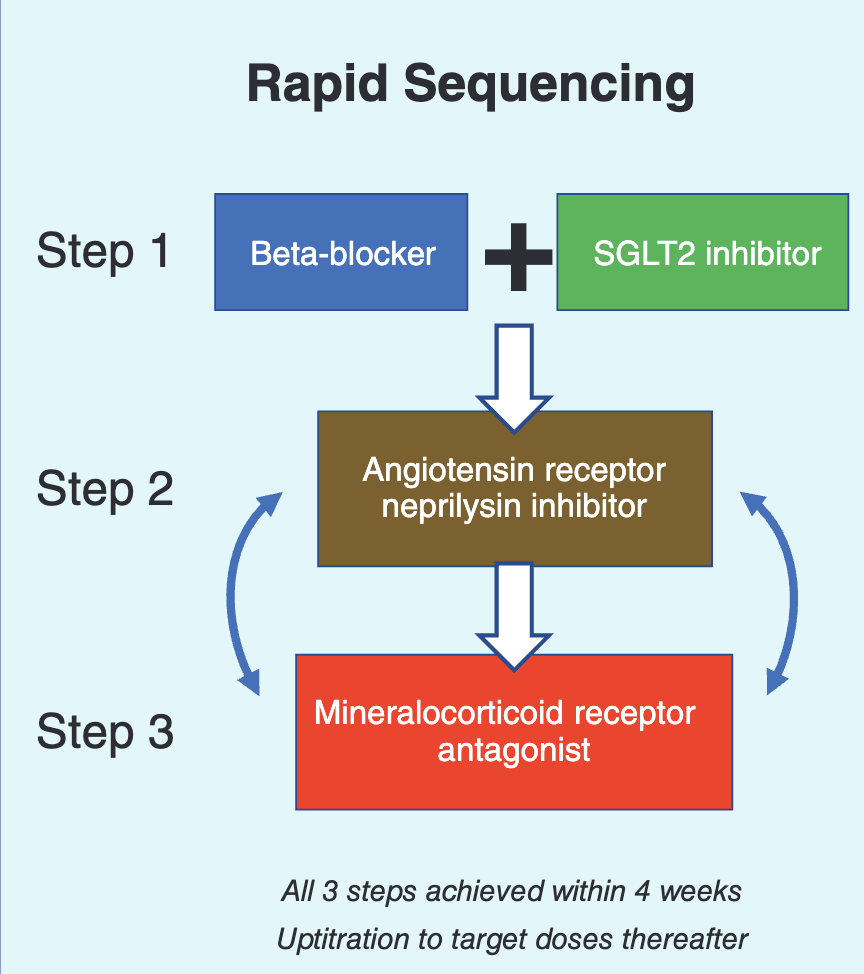 Rapid Sequencing
Step 1
Beta-blocker
+
SGLT2 inhibitor
Step 2
Angiotensin receptor
neprilysin inhibitor
Step 3
Mineralocorticoid receptor
antagonist
All 3 steps achieved within 4 weeks
Uptitration to target doses thereafter